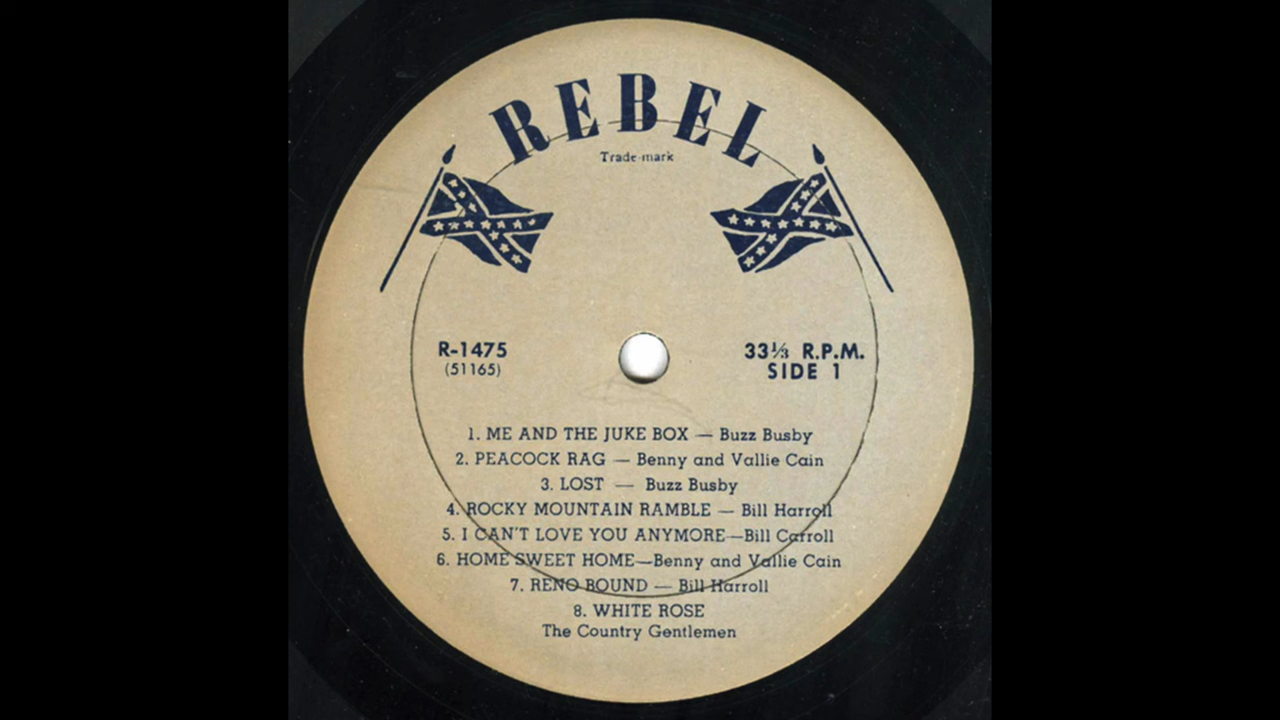 REBEL
Trade-mark
R-1475
(51165)
33⅓ R.P.M.
SIDE 1
1. ME AND THE JUKE BOX — Buzz Busby
2. PEACOCK RAG — Benny and Vallie Cain
3. LOST — Buzz Busby
4. ROCKY MOUNTAIN RAMBLE — Bill Harroll
5. I CAN'T LOVE YOU ANYMORE—Bill Carroll
6. HOME SWEET HOME—Benny and Vallie Cain
7. RENO BOUND — Bill Harroll
8. WHITE ROSE
The Country Gentlemen